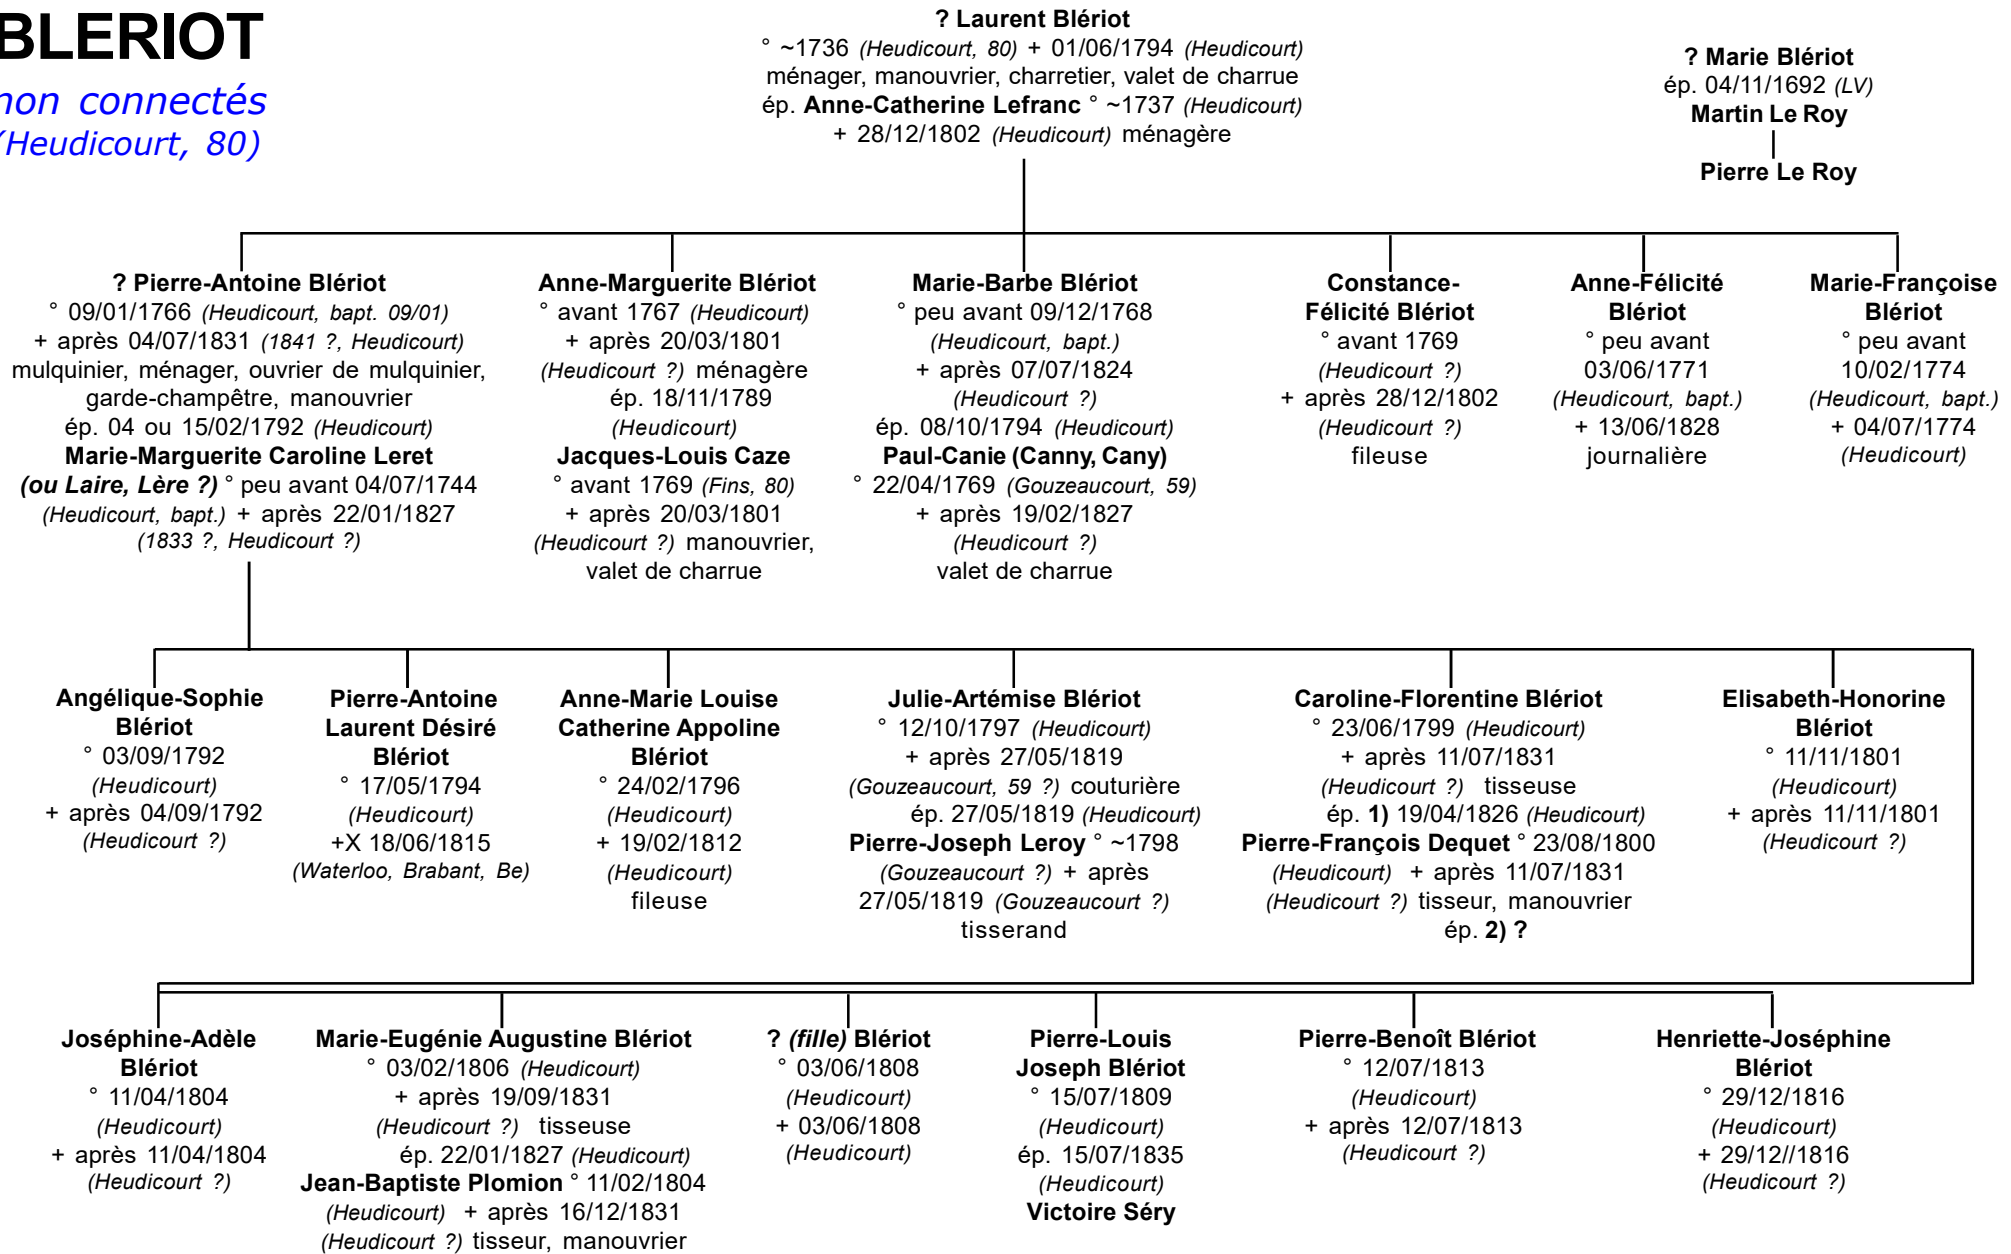 BLERIOT
non connectés
(Heudicourt, 80)
? Laurent Blériot
° ~1736 (Heudicourt, 80) + 01/06/1794 (Heudicourt)
ménager, manouvrier, charretier, valet de charrue
ép. Anne-Catherine Lefranc ° ~1737 (Heudicourt)
+ 28/12/1802 (Heudicourt) ménagère
? Marie Blériot
ép. 04/11/1692 (LV)
Martin Le Roy
Pierre Le Roy
? Pierre-Antoine Blériot
° 09/01/1766 (Heudicourt, bapt. 09/01)
+ après 04/07/1831 (1841 ?, Heudicourt)
mulquinier, ménager, ouvrier de mulquinier,
garde-champêtre, manouvrier
ép. 04 ou 15/02/1792 (Heudicourt)
Marie-Marguerite Caroline Leret
(ou Laire, Lère ?) ° peu avant 04/07/1744
(Heudicourt, bapt.) + après 22/01/1827
(1833 ?, Heudicourt ?)
Anne-Marguerite Blériot
° avant 1767 (Heudicourt)
+ après 20/03/1801
(Heudicourt ?) ménagère
ép. 18/11/1789
(Heudicourt)
Jacques-Louis Caze
° avant 1769 (Fins, 80)
+ après 20/03/1801
(Heudicourt ?) manouvrier,
valet de charrue
Marie-Barbe Blériot
° peu avant 09/12/1768
(Heudicourt, bapt.)
+ après 07/07/1824
(Heudicourt ?)
ép. 08/10/1794 (Heudicourt)
Paul-Canie (Canny, Cany)
° 22/04/1769 (Gouzeaucourt, 59)
+ après 19/02/1827
(Heudicourt ?)
valet de charrue
Constance-
Félicité Blériot
° avant 1769
(Heudicourt ?)
+ après 28/12/1802
(Heudicourt ?)
fileuse
Anne-Félicité
Blériot
° peu avant
03/06/1771
(Heudicourt, bapt.)
+ 13/06/1828
journalière
Marie-Françoise
Blériot
° peu avant
10/02/1774
(Heudicourt, bapt.)
+ 04/07/1774
(Heudicourt)
Angélique-Sophie
Blériot
° 03/09/1792
(Heudicourt)
+ après 04/09/1792
(Heudicourt ?)
Pierre-Antoine
Laurent Désiré
Blériot
° 17/05/1794
(Heudicourt)
+X 18/06/1815
(Waterloo, Brabant, Be)
Anne-Marie Louise
Catherine Appoline
Blériot
° 24/02/1796
(Heudicourt)
+ 19/02/1812
(Heudicourt)
fileuse
Julie-Artémise Blériot
° 12/10/1797 (Heudicourt)
+ après 27/05/1819
(Gouzeaucourt, 59 ?) couturière
ép. 27/05/1819 (Heudicourt)
Pierre-Joseph Leroy ° ~1798
(Gouzeaucourt ?) + après
27/05/1819 (Gouzeaucourt ?)
tisserand
Caroline-Florentine Blériot
° 23/06/1799 (Heudicourt)
+ après 11/07/1831
(Heudicourt ?) tisseuse
ép. 1) 19/04/1826 (Heudicourt)
Pierre-François Dequet ° 23/08/1800
(Heudicourt) + après 11/07/1831
(Heudicourt ?) tisseur, manouvrier
ép. 2) ?
Elisabeth-Honorine
Blériot
° 11/11/1801
(Heudicourt)
+ après 11/11/1801
(Heudicourt ?)
Joséphine-Adèle
Blériot
° 11/04/1804
(Heudicourt)
+ après 11/04/1804
(Heudicourt ?)
Marie-Eugénie Augustine Blériot
° 03/02/1806 (Heudicourt)
+ après 19/09/1831
(Heudicourt ?) tisseuse
ép. 22/01/1827 (Heudicourt)
Jean-Baptiste Plomion ° 11/02/1804
(Heudicourt) + après 16/12/1831
(Heudicourt ?) tisseur, manouvrier
? (fille) Blériot
° 03/06/1808
(Heudicourt)
+ 03/06/1808
(Heudicourt)
Pierre-Louis
Joseph Blériot
° 15/07/1809
(Heudicourt)
ép. 15/07/1835
(Heudicourt)
Victoire Séry
Pierre-Benoît Blériot
° 12/07/1813
(Heudicourt)
+ après 12/07/1813
(Heudicourt ?)
Henriette-Joséphine
Blériot
° 29/12/1816
(Heudicourt)
+ 29/12//1816
(Heudicourt ?)